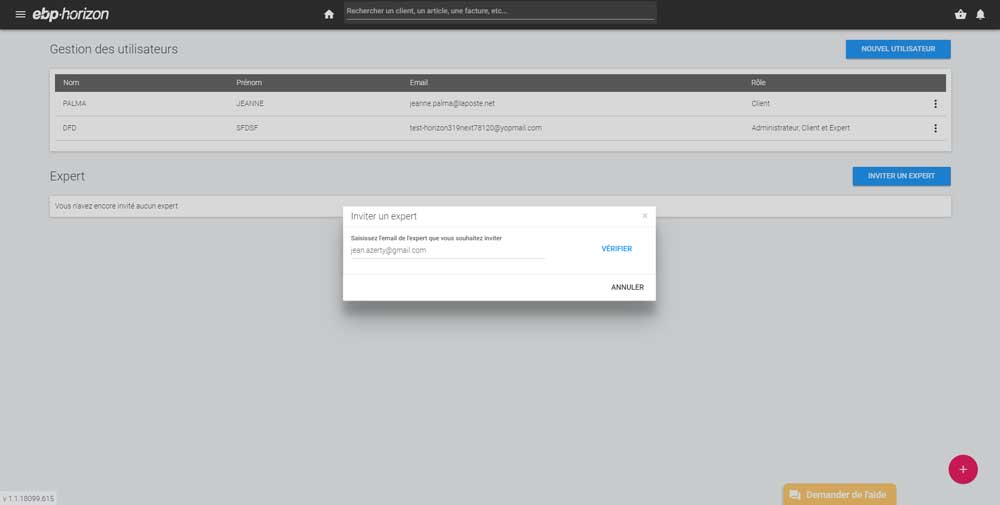 ebp·horizon
Rechercher un client, un article, une facture, etc...
Gestion des utilisateurs
NOUVEL UTILISATEUR
Nom Prénom Email Rôle
PALMA JEANNE jeanne.palma@laposte.net Client
DFD SFDSF test-horizon319next78120@yopmail.com Administrateur, Client et Expert
Expert
INVITER UN EXPERT
Vous n'avez encore invité aucun expert
Inviter un expert ×
Saisissez l'email de l'expert que vous souhaitez inviter
jean.azerty@gmail.com
VÉRIFIER
ANNULER
+
v 1.1.18099.615
Demander de l'aide